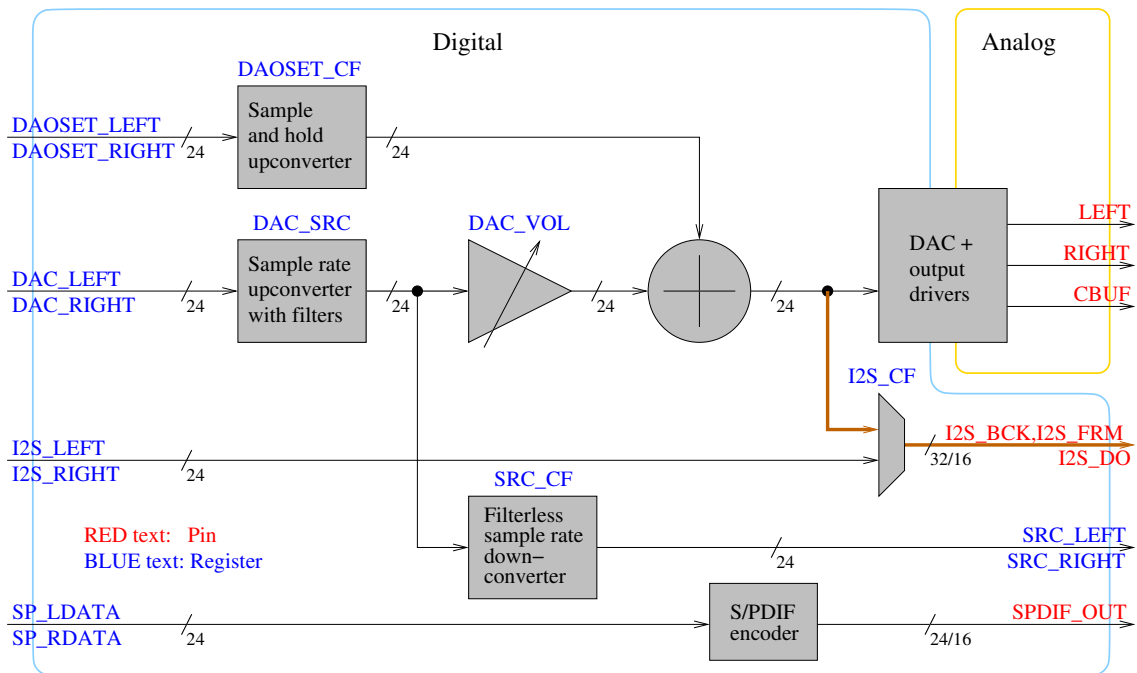 Digital
Analog
DAOSET_CF
DAOSET_LEFT
DAOSET_RIGHT
24
Sample
and hold
upconverter
24
DAC_SRC
DAC_VOL
DAC_LEFT
DAC_RIGHT
24
Sample rate
upconverter
with filters
24
24
24
DAC +
output
drivers
LEFT
RIGHT
CBUF
I2S_CF
I2S_LEFT
I2S_RIGHT
24
I2S_BCK,I2S_FRM
I2S_DO
32/16
SRC_CF
Filterless
sample rate
down−
converter
24
SRC_LEFT
SRC_RIGHT
RED text: Pin
BLUE text: Register
SP_LDATA
SP_RDATA
24
S/PDIF
encoder
24/16
SPDIF_OUT